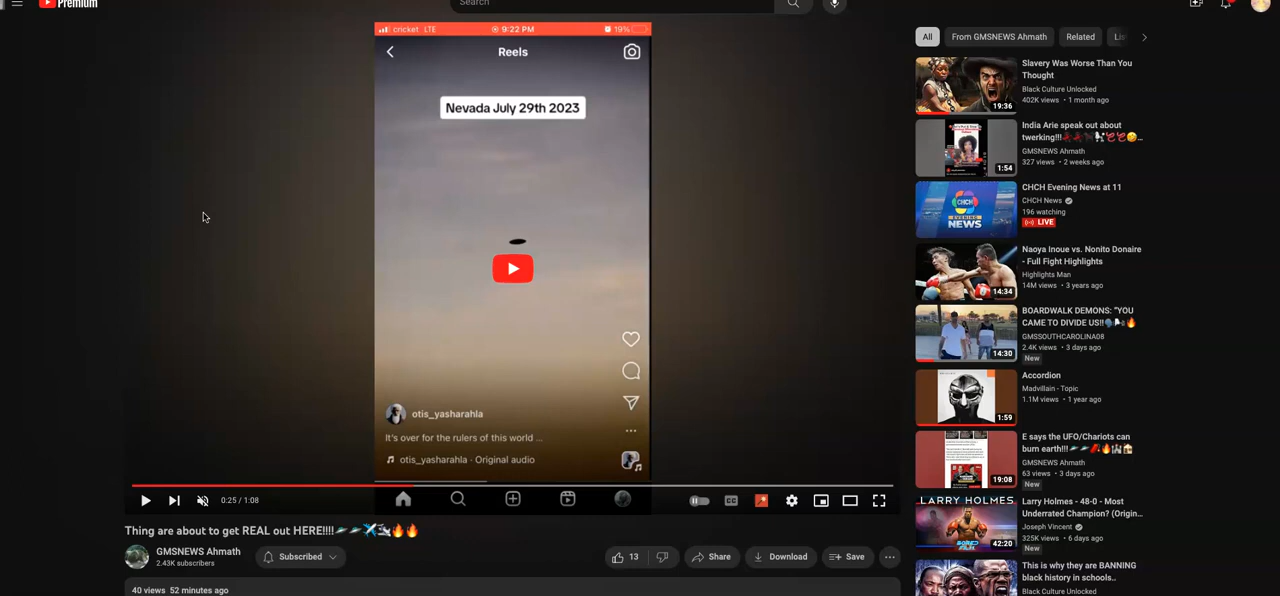 Premium
Search
cricket LTE
9:22 PM
19%
Reels
Nevada July 29th 2023
otis_yasharahla
It's over for the rulers of this world ...
otis_yasharahla · Original audio
0:25 / 1:08
CC
Thing are about to get REAL out HERE!!!!
GMSNEWS Ahmath
2.43K subscribers
Subscribed
13
Share
Download
Save
40 views 52 minutes ago
All
From GMSNEWS Ahmath
Related
Slavery Was Worse Than You
Thought
Black Culture Unlocked
402K views • 1 month ago
19:36
India Arie speak out about
twerking!!!
GMSNEWS Ahmath
327 views • 2 weeks ago
1:54
CHCH Evening News at 11
CHCH News
196 watching
LIVE
CHCH
EVENING
NEWS
Naoya Inoue vs. Nonito Donaire
- Full Fight Highlights
Highlights Man
14M views • 3 years ago
14:34
BOARDWALK DEMONS: "YOU
CAME TO DIVIDE US!!
GMSSOUTHCAROLINA08
2.4K views • 3 days ago
New
14:30
Accordion
Madvillain - Topic
1.1M views • 1 year ago
1:59
E says the UFO/Chariots can
burn earth!!!
GMSNEWS Ahmath
63 views • 3 days ago
New
19:08
LARRY HOLMES
Larry Holmes - 48-0 - Most
Underrated Champion? (Origin...
Joseph Vincent
325K views • 6 days ago
New
42:20
This is why they are BANNING
black history in schools..
Black Culture Unlocked